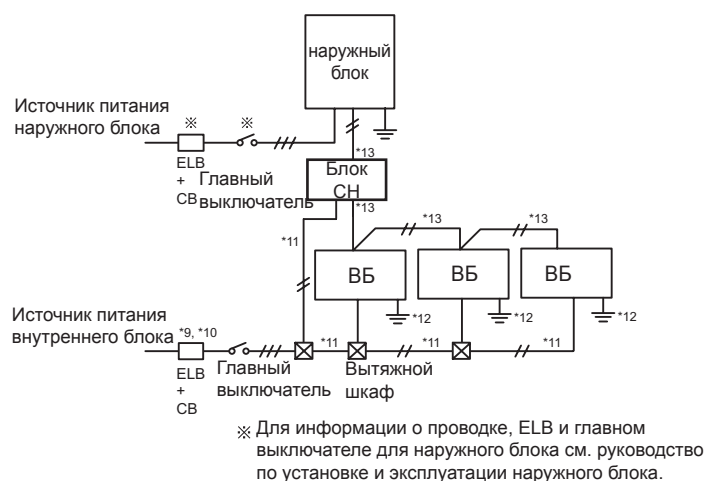 наружный
блок
Источник питания
наружного блока
※
※
ELB
+
CB
Главный
выключатель
*13
Блок
CH
*13
*11
*13
*13
ВБ
ВБ
ВБ
*12
*12
*12
Источник питания
внутреннего блока
*9, *10
*11
*11
*11
ELB
+
CB
Главный
выключатель
Вытяжной
шкаф
※ Для информации о проводке, ELB и главном
выключателе для наружного блока см. руководство
по установке и эксплуатации наружного блока.